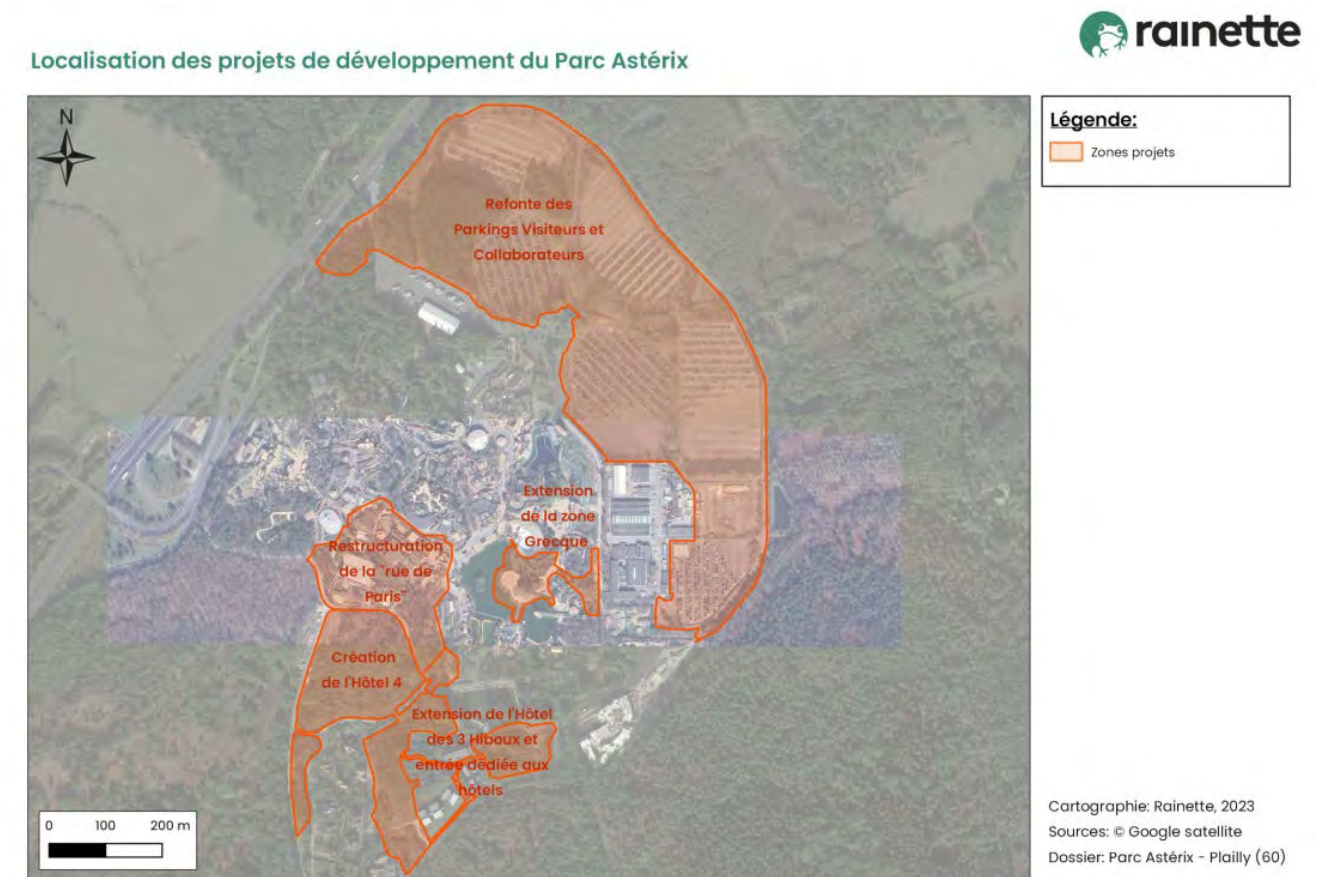 rainette
Localisation des projets de développement du Parc Astérix
N
Légende:
Zones projets
Refonte des
Parkings Visiteurs et
Collaborateurs
Extension
de la zone
Grecque
Restructuration
de la "rue de
Paris"
Création
de l'Hôtel 4
Extension de l'Hôtel
des 3 Hiboux et
entrée dédiée aux
hôtels
0 100 200 m
Cartographie: Rainette, 2023
Sources: © Google satellite
Dossier: Parc Astérix - Plailly (60)